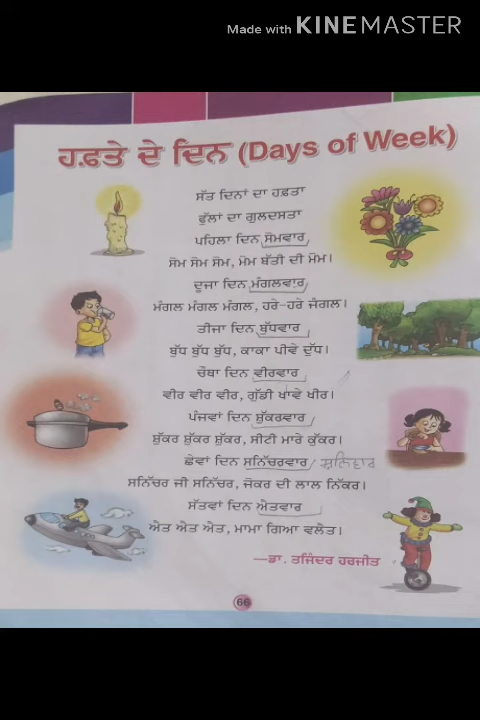 Made with KINEMASTER
ਹਫ਼ਤੇ ਦੇ ਦਿਨ (Days of Week)
ਸੱਤ ਦਿਨਾਂ ਦਾ ਹਫ਼ਤਾ
ਫੁੱਲਾਂ ਦਾ ਗੁਲਦਸਤਾ
ਪਹਿਲਾ ਦਿਨ ਸੋਮਵਾਰ
ਸੋਮ ਸੋਮ ਸੋਮ, ਮੋਮ ਬੱਤੀ ਦੀ ਮੋਮ।
ਦੂਜਾ ਦਿਨ ਮੰਗਲਵਾਰ
ਮੰਗਲ ਮੰਗਲ ਮੰਗਲ, ਹਰੇ-ਹਰੇ ਜੰਗਲ।
ਤੀਜਾ ਦਿਨ ਬੁੱਧਵਾਰ
ਬੁੱਧ ਬੁੱਧ ਬੁੱਧ, ਕਾਕਾ ਪੀਵੇ ਦੁੱਧ।
ਚੌਥਾ ਦਿਨ ਵੀਰਵਾਰ
ਵੀਰ ਵੀਰ ਵੀਰ, ਗੁੱਡੀ ਖਾਂਵੇ ਖੀਰ।
ਪੰਜਵਾਂ ਦਿਨ ਸ਼ੁੱਕਰਵਾਰ
ਸ਼ੁੱਕਰ ਸ਼ੁੱਕਰ ਸ਼ੁੱਕਰ, ਸੀਟੀ ਮਾਰੇ ਕੁੱਕਰ।
ਛੇਵਾਂ ਦਿਨ ਸਨਿੱਚਰਵਾਰ / ਸ਼ਨਿਵਾਰ
ਸਨਿੱਚਰ ਜੀ ਸਨਿੱਚਰ, ਜੋਕਰ ਦੀ ਲਾਲ ਨਿੱਕਰ।
ਸੱਤਵਾਂ ਦਿਨ ਐਤਵਾਰ
ਐਤ ਐਤ ਐਤ, ਮਾਮਾ ਗਿਆ ਵਲੈਤ।
—ਡਾ. ਤਜਿੰਦਰ ਹਰਜੀਤ
66